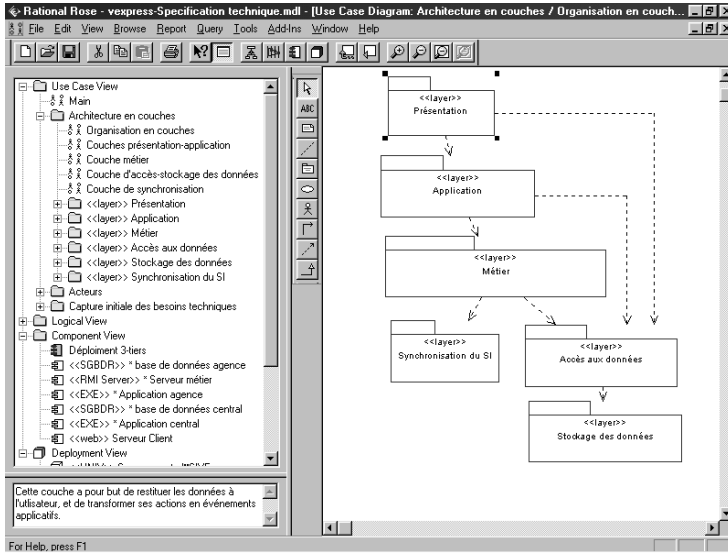 Rational Rose - vexpress-Specification technique.mdl - [Use Case Diagram: Architecture en couches / Organisation en couch...
File Edit View Browse Report Query Tools Add-Ins Window Help
Use Case View
Main
Architecture en couches
Organisation en couches
Couches présentation-application
Couche métier
Couche d'accès-stockage des données
Couche de synchronisation
<<layer>> Présentation
<<layer>> Application
<<layer>> Métier
<<layer>> Accès aux données
<<layer>> Stockage des données
<<layer>> Synchronisation du SI
Acteurs
Capture initiale des besoins techniques
Logical View
Component View
Déploiment 3-tiers
<<SGBDR>> * base de données agence
<<RMI Server>> * Serveur métier
<<EXE>> * Application agence
<<SGBDR>> * base de données central
<<EXE>> * Application central
<<web>> Serveur Client
Deployment View
Cette couche a pour but de restituer les données à
l'utilisateur, et de transformer ses actions en événements
applicatifs.
ABC
<<layer>>
Présentation
<<layer>>
Application
<<layer>>
Métier
<<layer>>
Synchronisation du SI
<<layer>>
Accès aux données
<<layer>>
Stockage des données
For Help, press F1